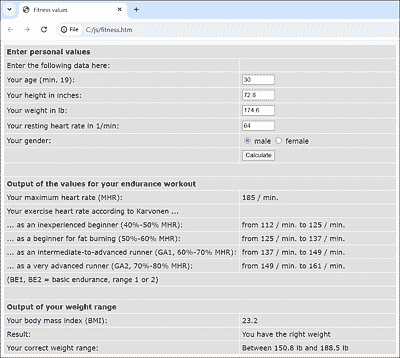 fitness values
File C:/js/fitness.htm
Enter personal values
Enter the following data here:
Your age (min. 19): 30
Your height in inches: 72.8
Your weight in lb: 174.6
Your resting heart rate in 1/min: 64
Your gender: male female
Calculate
Output of the values for your endurance workout
Your maximum heart rate (MHR): 185 / min.
Your exercise heart rate according to Karvonen ...
... as an inexperienced beginner (40%-50% MHR): from 112 / min. to 125 / min.
... as a beginner for fat burning (50%-60% MHR): from 125 / min. to 137 / min.
... as an intermediate-to-advanced runner (GA1, 60%-70% MHR): from 137 / min. to 149 / min.
... as a very advanced runner (GA2, 70%-80% MHR): from 149 / min. to 161 / min.
(BE1, BE2 = basic endurance, range 1 or 2)
Output of your weight range
Your body mass index (BMI): 23.2
Result: You have the right weight
Your correct weight range: Between 150.8 lb and 188.5 lb